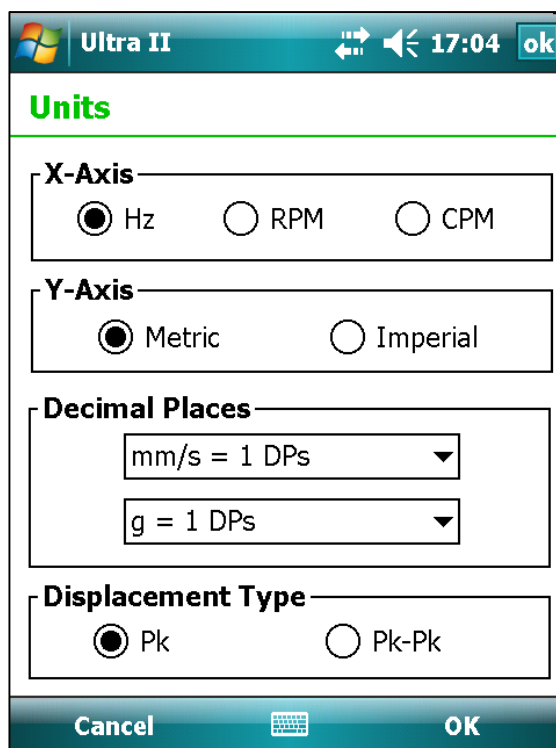 Ultra II 17:04 ok
Units
X-Axis
Hz RPM CPM
Y-Axis
Metric Imperial
Decimal Places
mm/s = 1 DPs
g = 1 DPs
Displacement Type
Pk Pk-Pk
Cancel OK